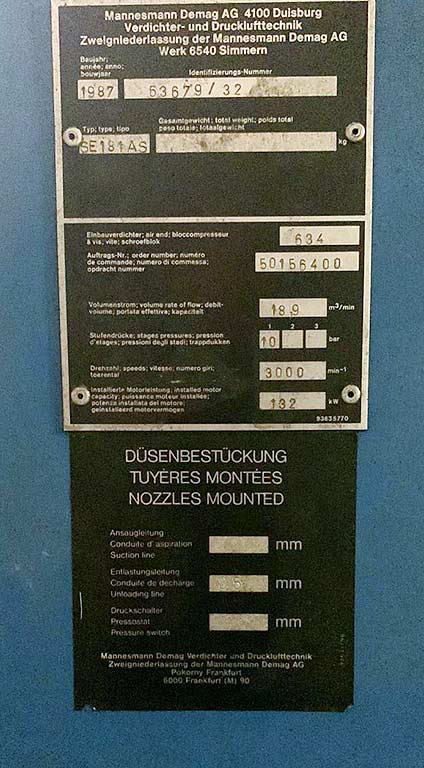 Mannesmann Demag AG 4100 Duisburg
Verdichter- und Drucklufttechnik
Zweigniederlassung der Mannesmann Demag AG
Werk 6540 Simmern
Baujahr;
année; anno;
bouwjaar
Identifizierungs-Nummer
1987
53679/32
Typ; type; tipo
Gesamtgewicht; total weight; poids total
peso totale; totaalgewicht
SE181AS
kg
Einbauverdichter; air end; bloccompresseur
à vis; vite; schroefblok
634
Auftrags-Nr.; order number; numéro
de commande; numero di commessa;
opdracht nummer
50156400
Volumenstrom; volume rate of flow; debit-
volume; portata effettiva; kapaciteit
18,9
m³/min
1 2 3
Stufendrücke; stages pressures; pression
d'etages; pressioni degli stadi; trappdukken
10
bar
Drehzahl; speeds; vitesse; numero giri;
toerental
3000
min-1
Installierte Motorleistung; installed motor
capacity; puissance moteur installée;
potenza installata del motore;
geinstalleerd motorvermogen
132
kW
93635770
DÜSENBESTÜCKUNG
TUYÈRES MONTÉES
NOZZLES MOUNTED
Ansaugleitung
Conduite d'aspiration
Suction line
mm
Entlastungsleitung
Conduite de decharge
Unloading line
mm
Druckschalter
Pressostat
Pressure switch
mm
Mannesmann Demag Verdichter und Drucklufttechnik
Zweigniederlassung der Mannesmann Demag AG
Pokorny Frankfurt
6000 Frankfurt (M) 90